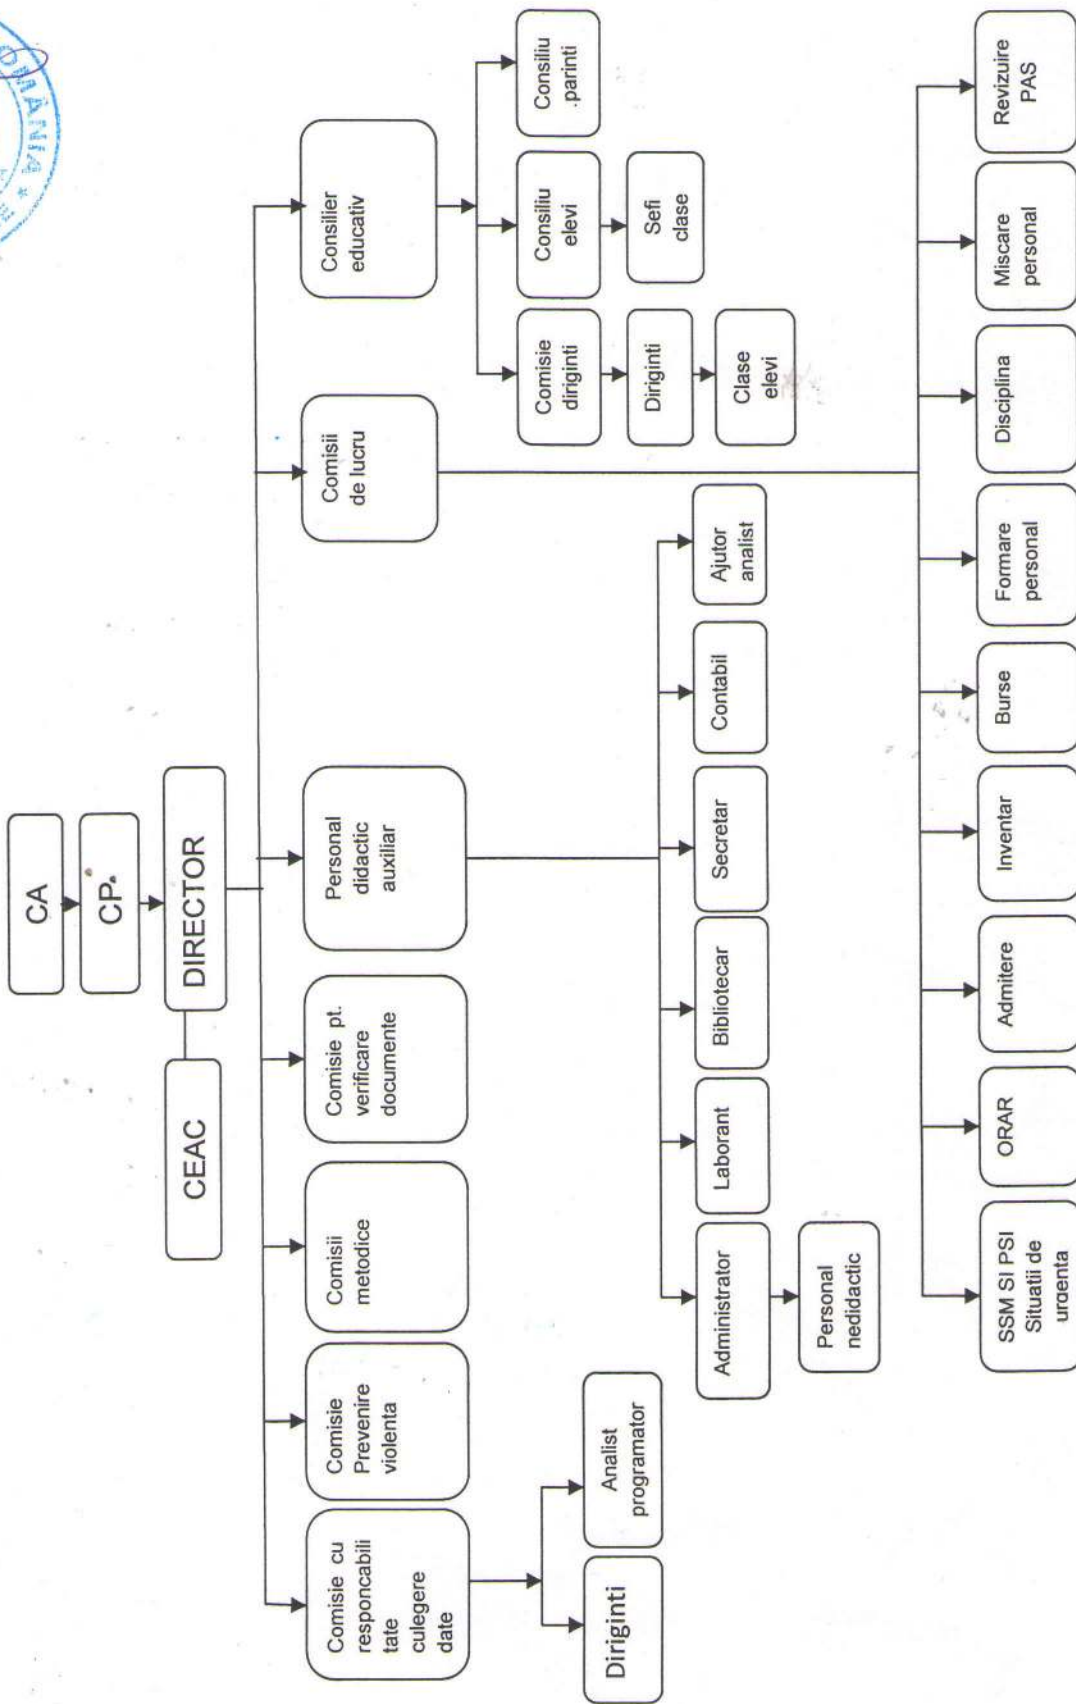 OMÂNIA *
CA
CP.
DIRECTOR
CEAC
Comisie cu
responcabili
tate
culegere
date
Comisie
Prevenire
violenta
Comisii
metodice
Comisie pt.
verificare
documente
Personal
didactic
auxiliar
Comisii
de lucru
Consilier
educativ
Diriginti
Analist
programator
Administrator
Laborant
Bibliotecar
Secretar
Contabil
Ajutor
analist
Personal
nedidactic
Comisie
diriginti
Consiliu
elevi
Consiliu
.parinti
Diriginti
Sefi
clase
Clase
elevi
SSM SI PSI
Situatii de
urgenta
ORAR
Admitere
Inventar
Burse
Formare
personal
Disciplina
Miscare
personal
Revizuire
PAS